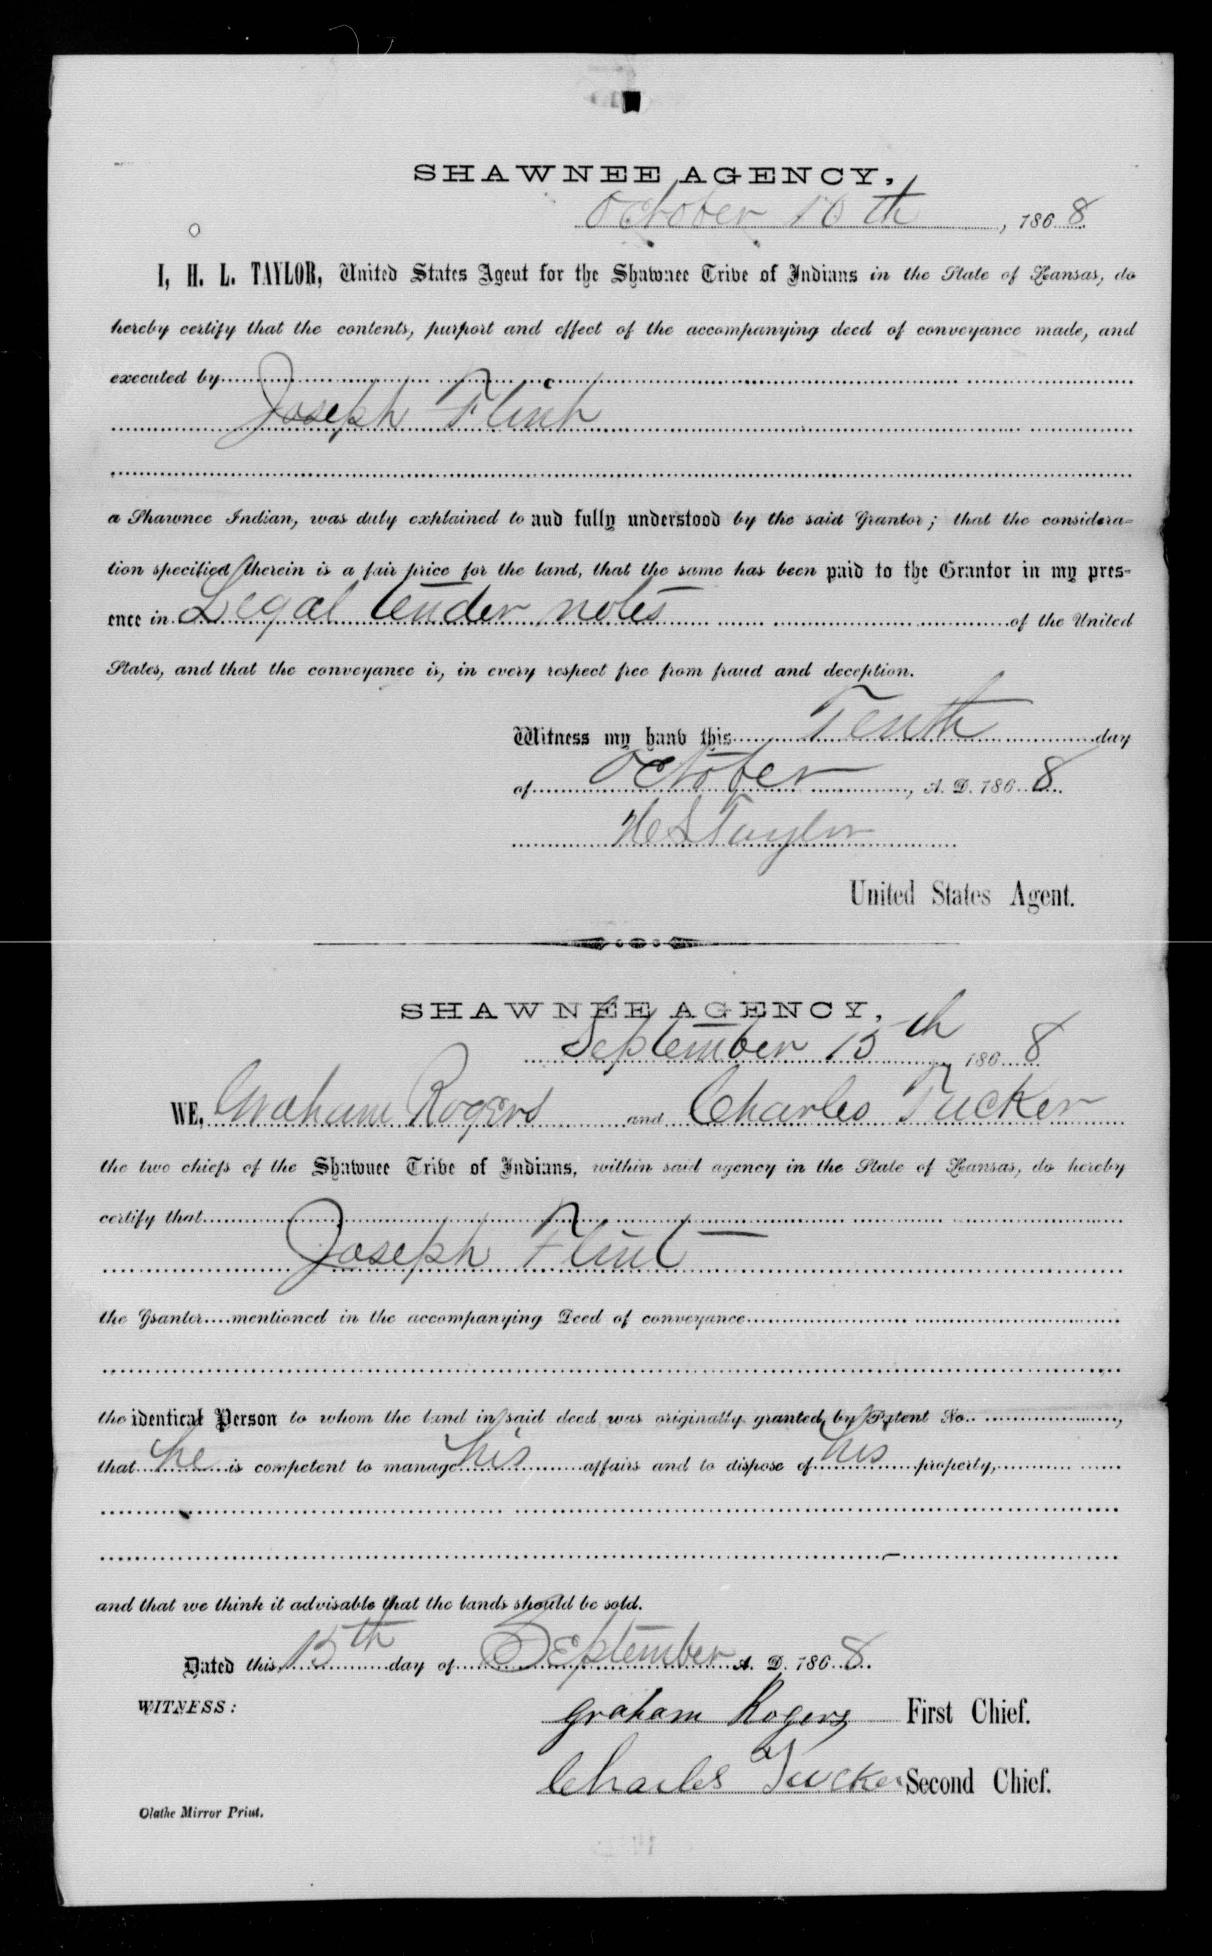 SHAWNEE AGENCY,
October 10th, 1868
I, H. L. TAYLOR, United States Agent for the Shawnee Tribe of Indians in the State of Kansas, do
hereby certify that the contents, purport and effect of the accompanying deed of conveyance made, and
executed by
Joseph Flint
a Shawnee Indian, was duly explained to and fully understood by the said Grantor; that the considera-
tion specified therein is a fair price for the land, that the same has been paid to the Grantor in my pres-
ence in Legal tender notes of the United
States, and that the conveyance is, in every respect free from fraud and deception.
Witness my hand this Tenth day
of October, A. D. 1868.
H L Taylor
United States Agent.
SHAWNEE AGENCY,
September 15th 1868
WE, Graham Rogers and Charles Tucker
the two chiefs of the Shawnee Tribe of Indians, within said agency in the State of Kansas, do hereby
certify that
Joseph Flint
the Grantor mentioned in the accompanying Deed of conveyance
the identical Person to whom the land in said deed was originally granted by Patent No.,
that he is competent to manage his affairs and to dispose of his property,
and that we think it advisable that the lands should be sold.
Dated this 15th day of September A. D. 1868.
WITNESS:
Graham Rogers First Chief.
Charles Tucker Second Chief.
Olathe Mirror Print.